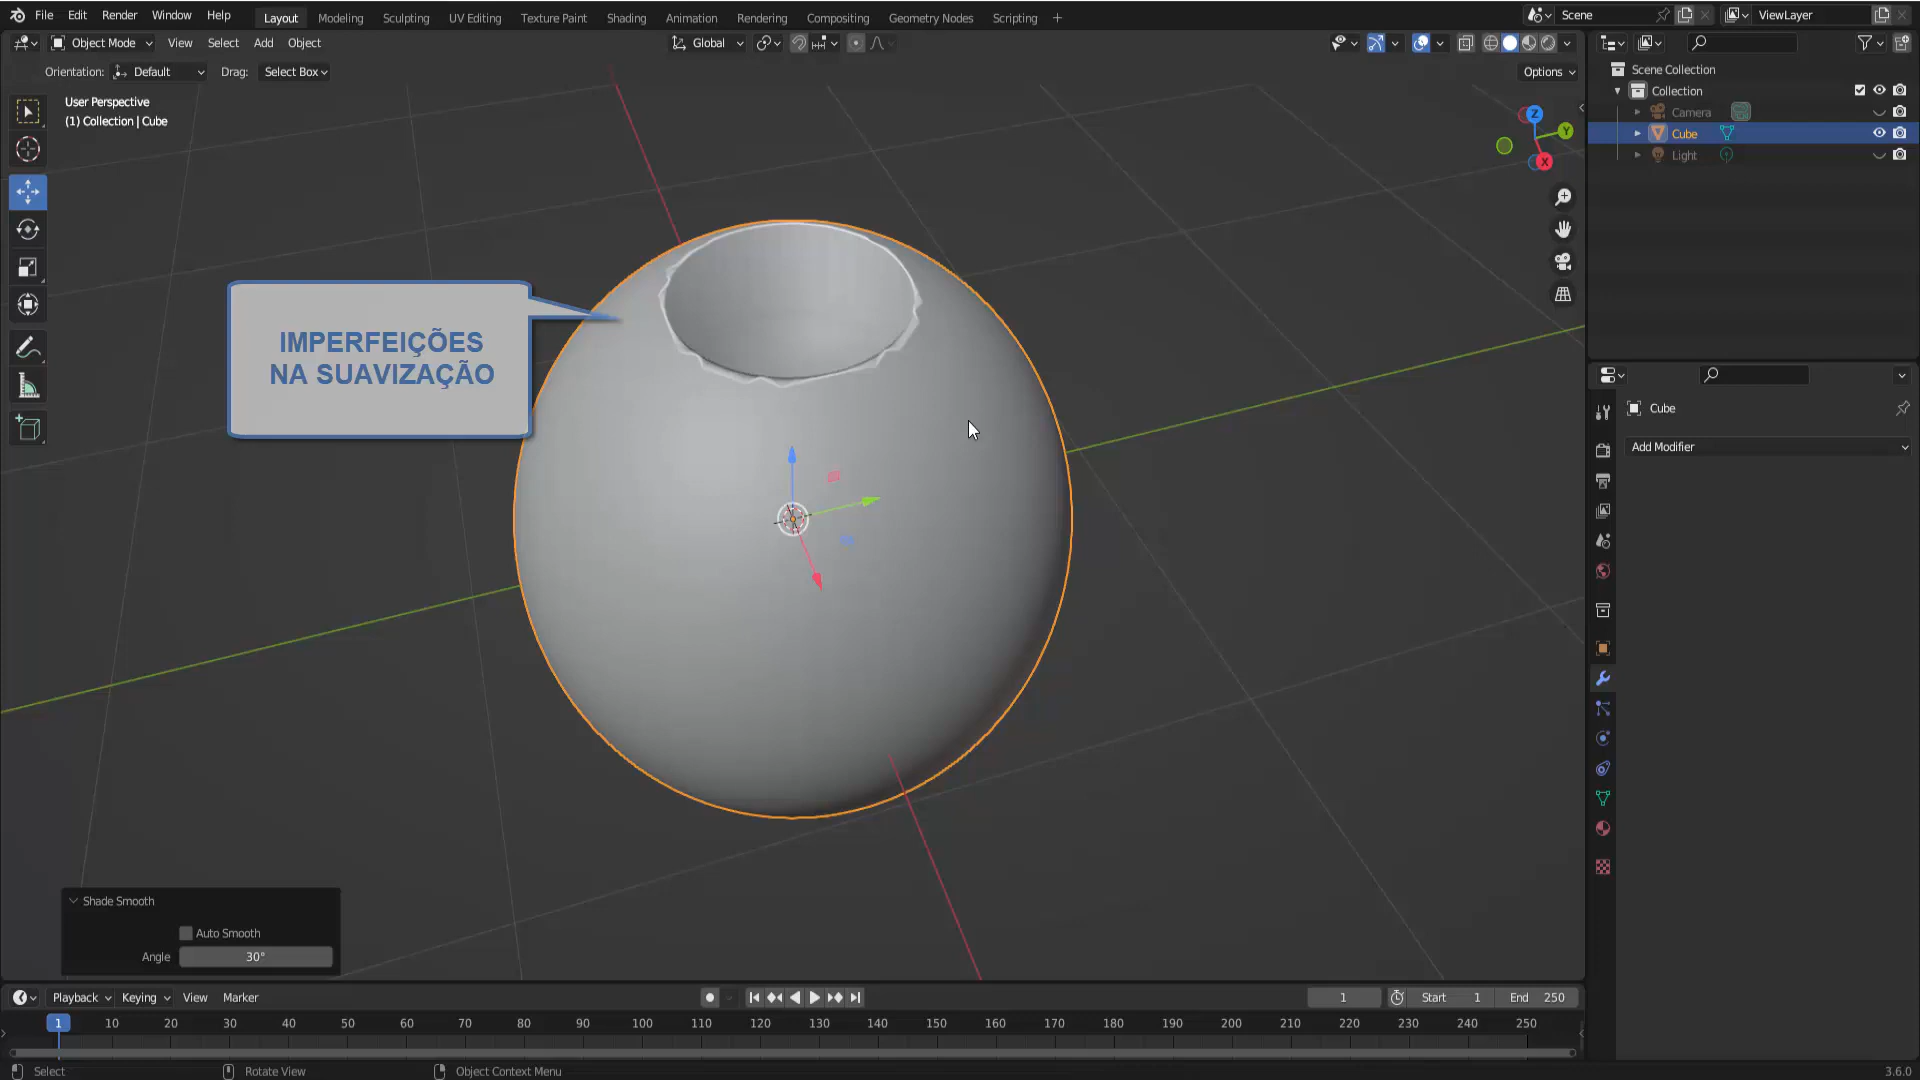 File Edit Render Window Help Layout Modeling Sculpting UV Editing Texture Paint Shading Animation Rendering Compositing Geometry Nodes Scripting + Scene ViewLayer
Object Mode View Select Add Object Global
Orientation: Default Drag: Select Box Options
User Perspective
(1) Collection | Cube
Z
Y
X
IMPERFEIÇÕES
NA SUAVIZAÇÃO
Scene Collection
Collection
Camera
Cube
Light
Cube
Add Modifier
Shade Smooth
Auto Smooth
Angle 30°
Playback Keying View Marker 1 Start 1 End 250
1 10 20 30 40 50 60 70 80 90 100 110 120 130 140 150 160 170 180 190 200 210 220 230 240 250
Select Rotate View Object Context Menu 3.6.0